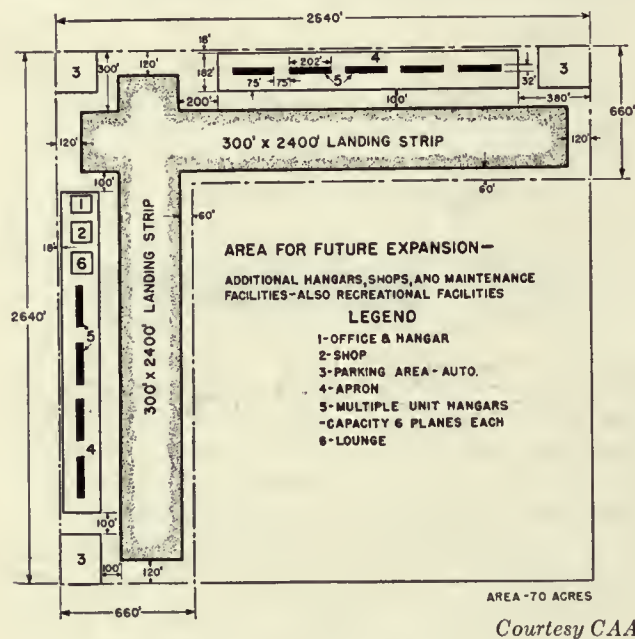 2640'
18'
3
300'
120'
182'
202'
4
75'
75'
5
32'
3
200'
100'
380'
120'
300' X 2400' LANDING STRIP
120'
660'
100'
60'
1
2
6
18'
60'
5
4
2640'
300' X 2400' LANDING STRIP
AREA FOR FUTURE EXPANSION—
ADDITIONAL HANGARS, SHOPS, AND MAINTENANCE
FACILITIES-ALSO RECREATIONAL FACILITIES
LEGEND
1-OFFICE & HANGAR
2-SHOP
3-PARKING AREA-AUTO.
4-APRON
5-MULTIPLE UNIT HANGARS
-CAPACITY 6 PLANES EACH
6-LOUNGE
100'
3
100'
120'
660'
AREA-70 ACRES
Courtesy CAA